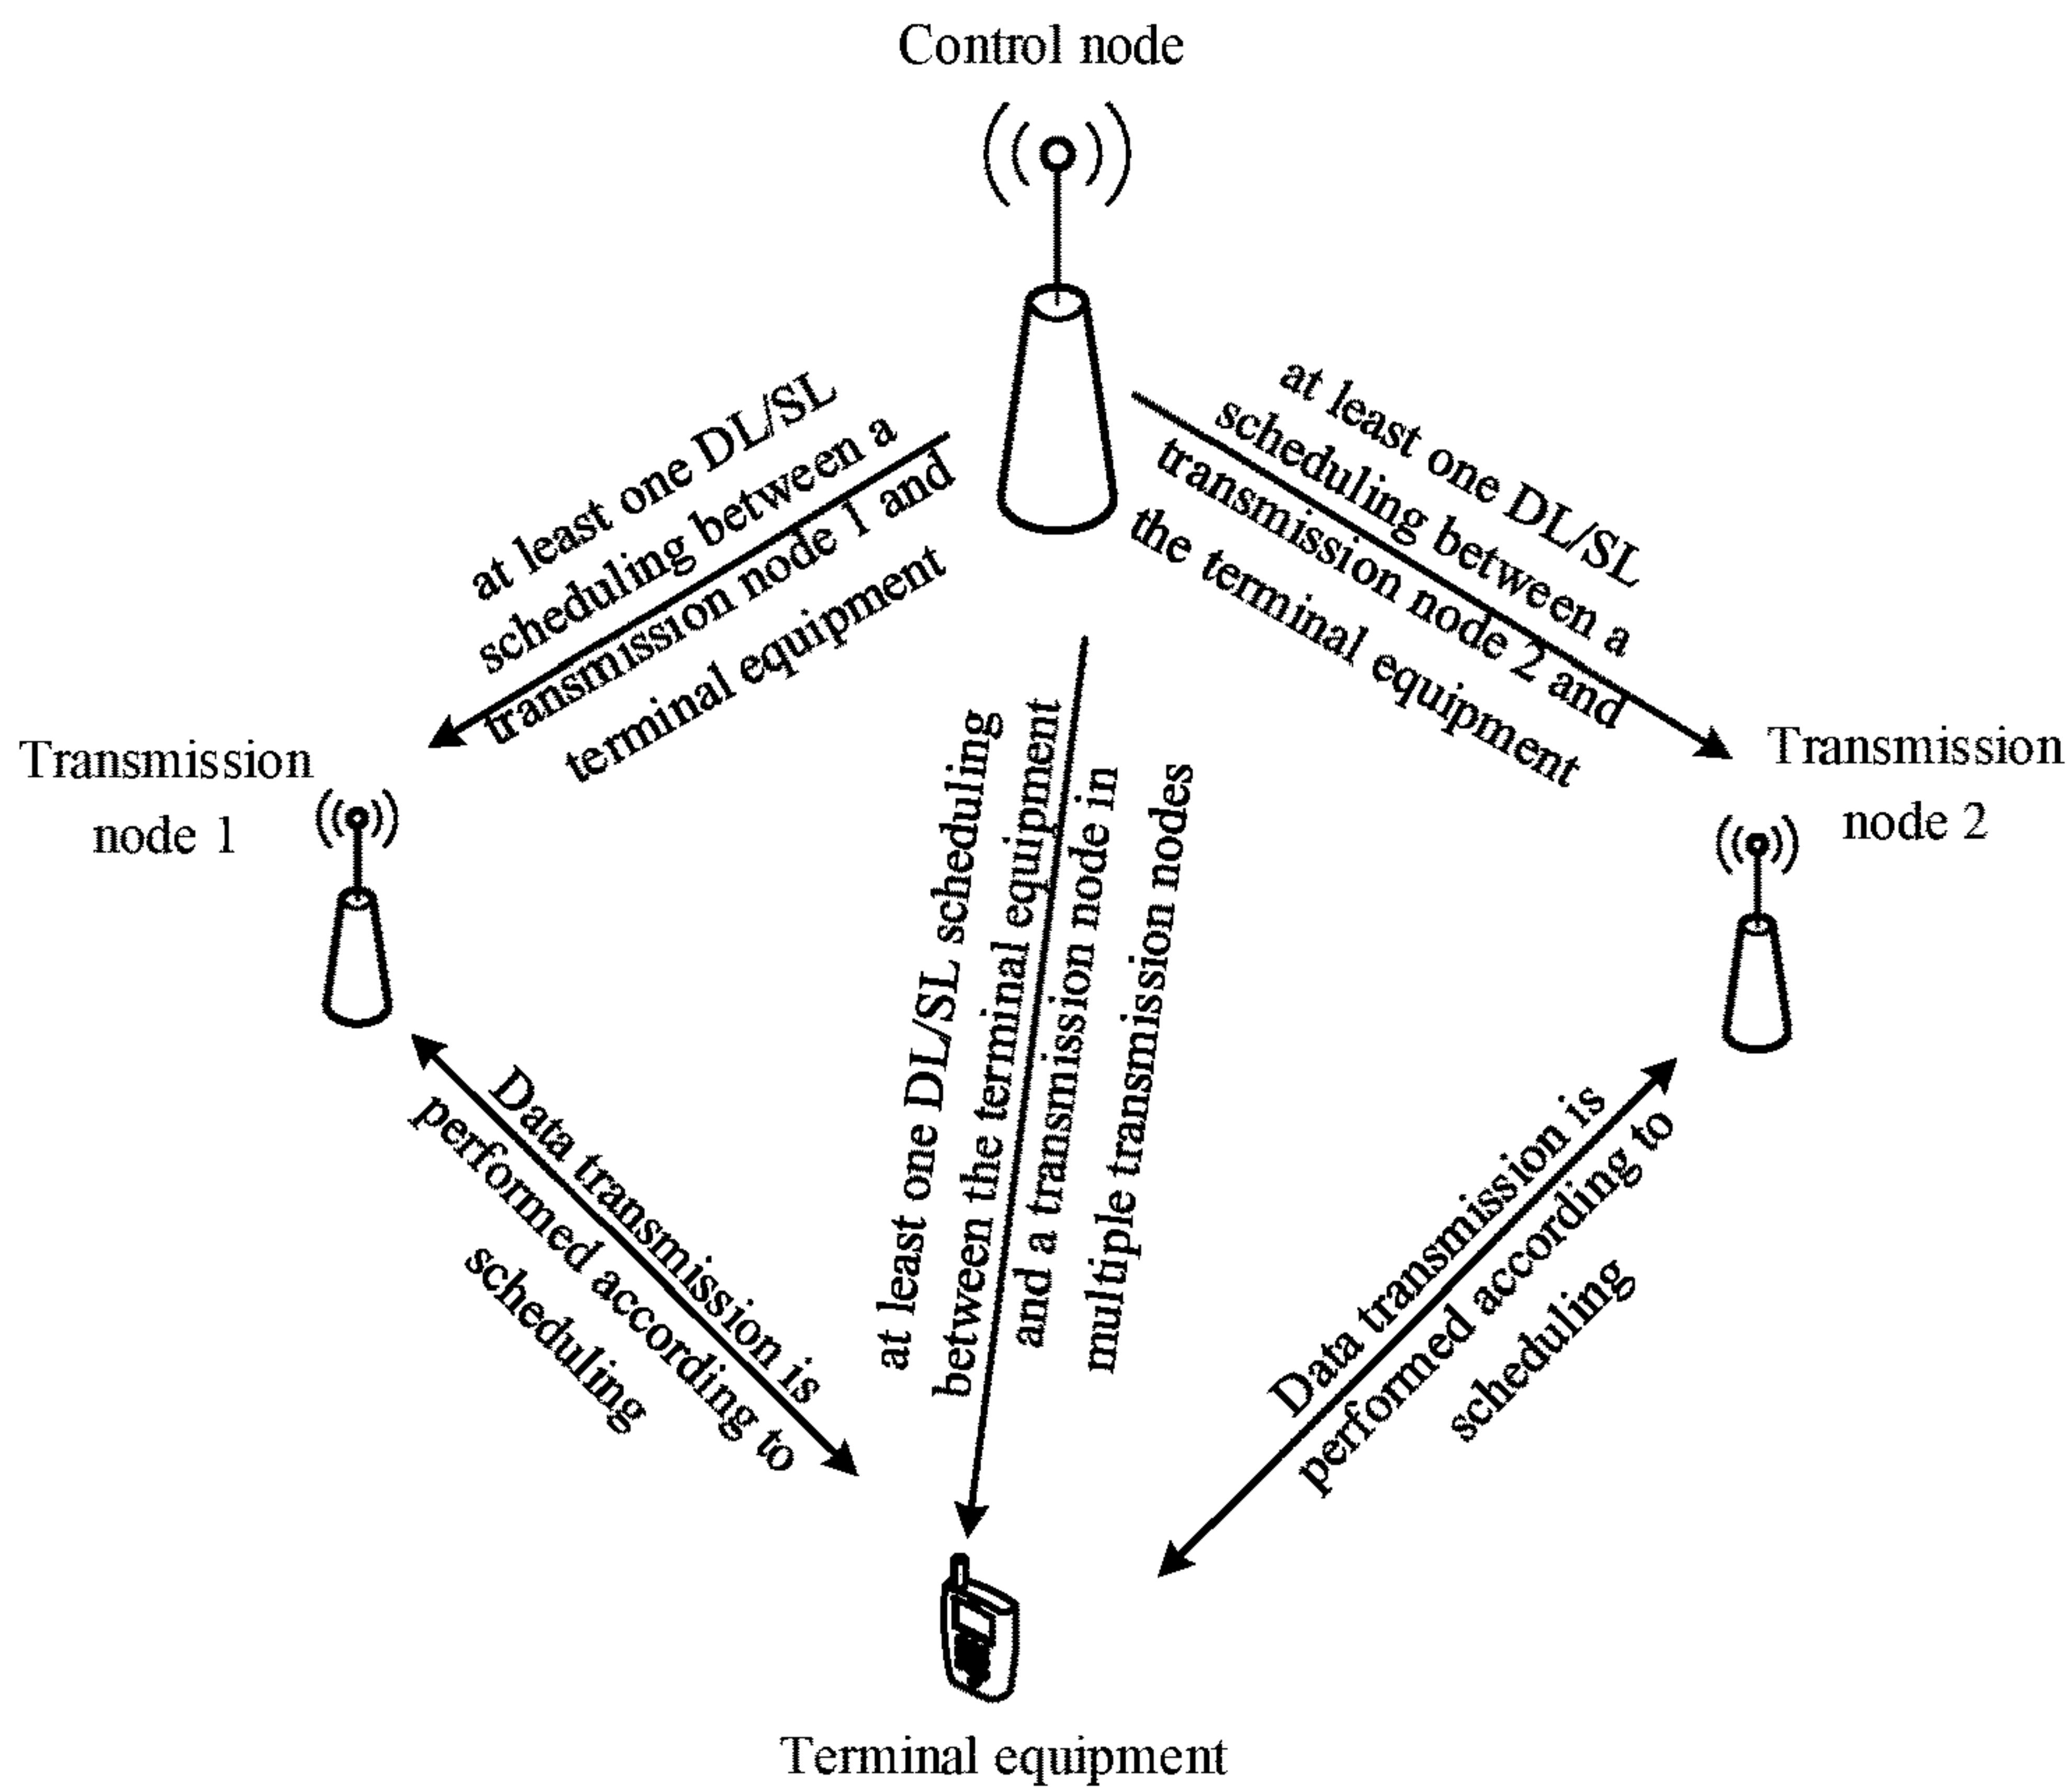 Control node
at least one DL/SL
scheduling between a
transmission node 1 and
terminal equipment
at least one DL/SL
scheduling between a
transmission node 2 and
the terminal equipment
Transmission
node 1
Transmission
node 2
at least one DL/SL scheduling
between the terminal equipment
and a transmission node in
multiple transmission nodes
Data transmission is
performed according to
scheduling
Data transmission is
performed according to
scheduling
Terminal equipment